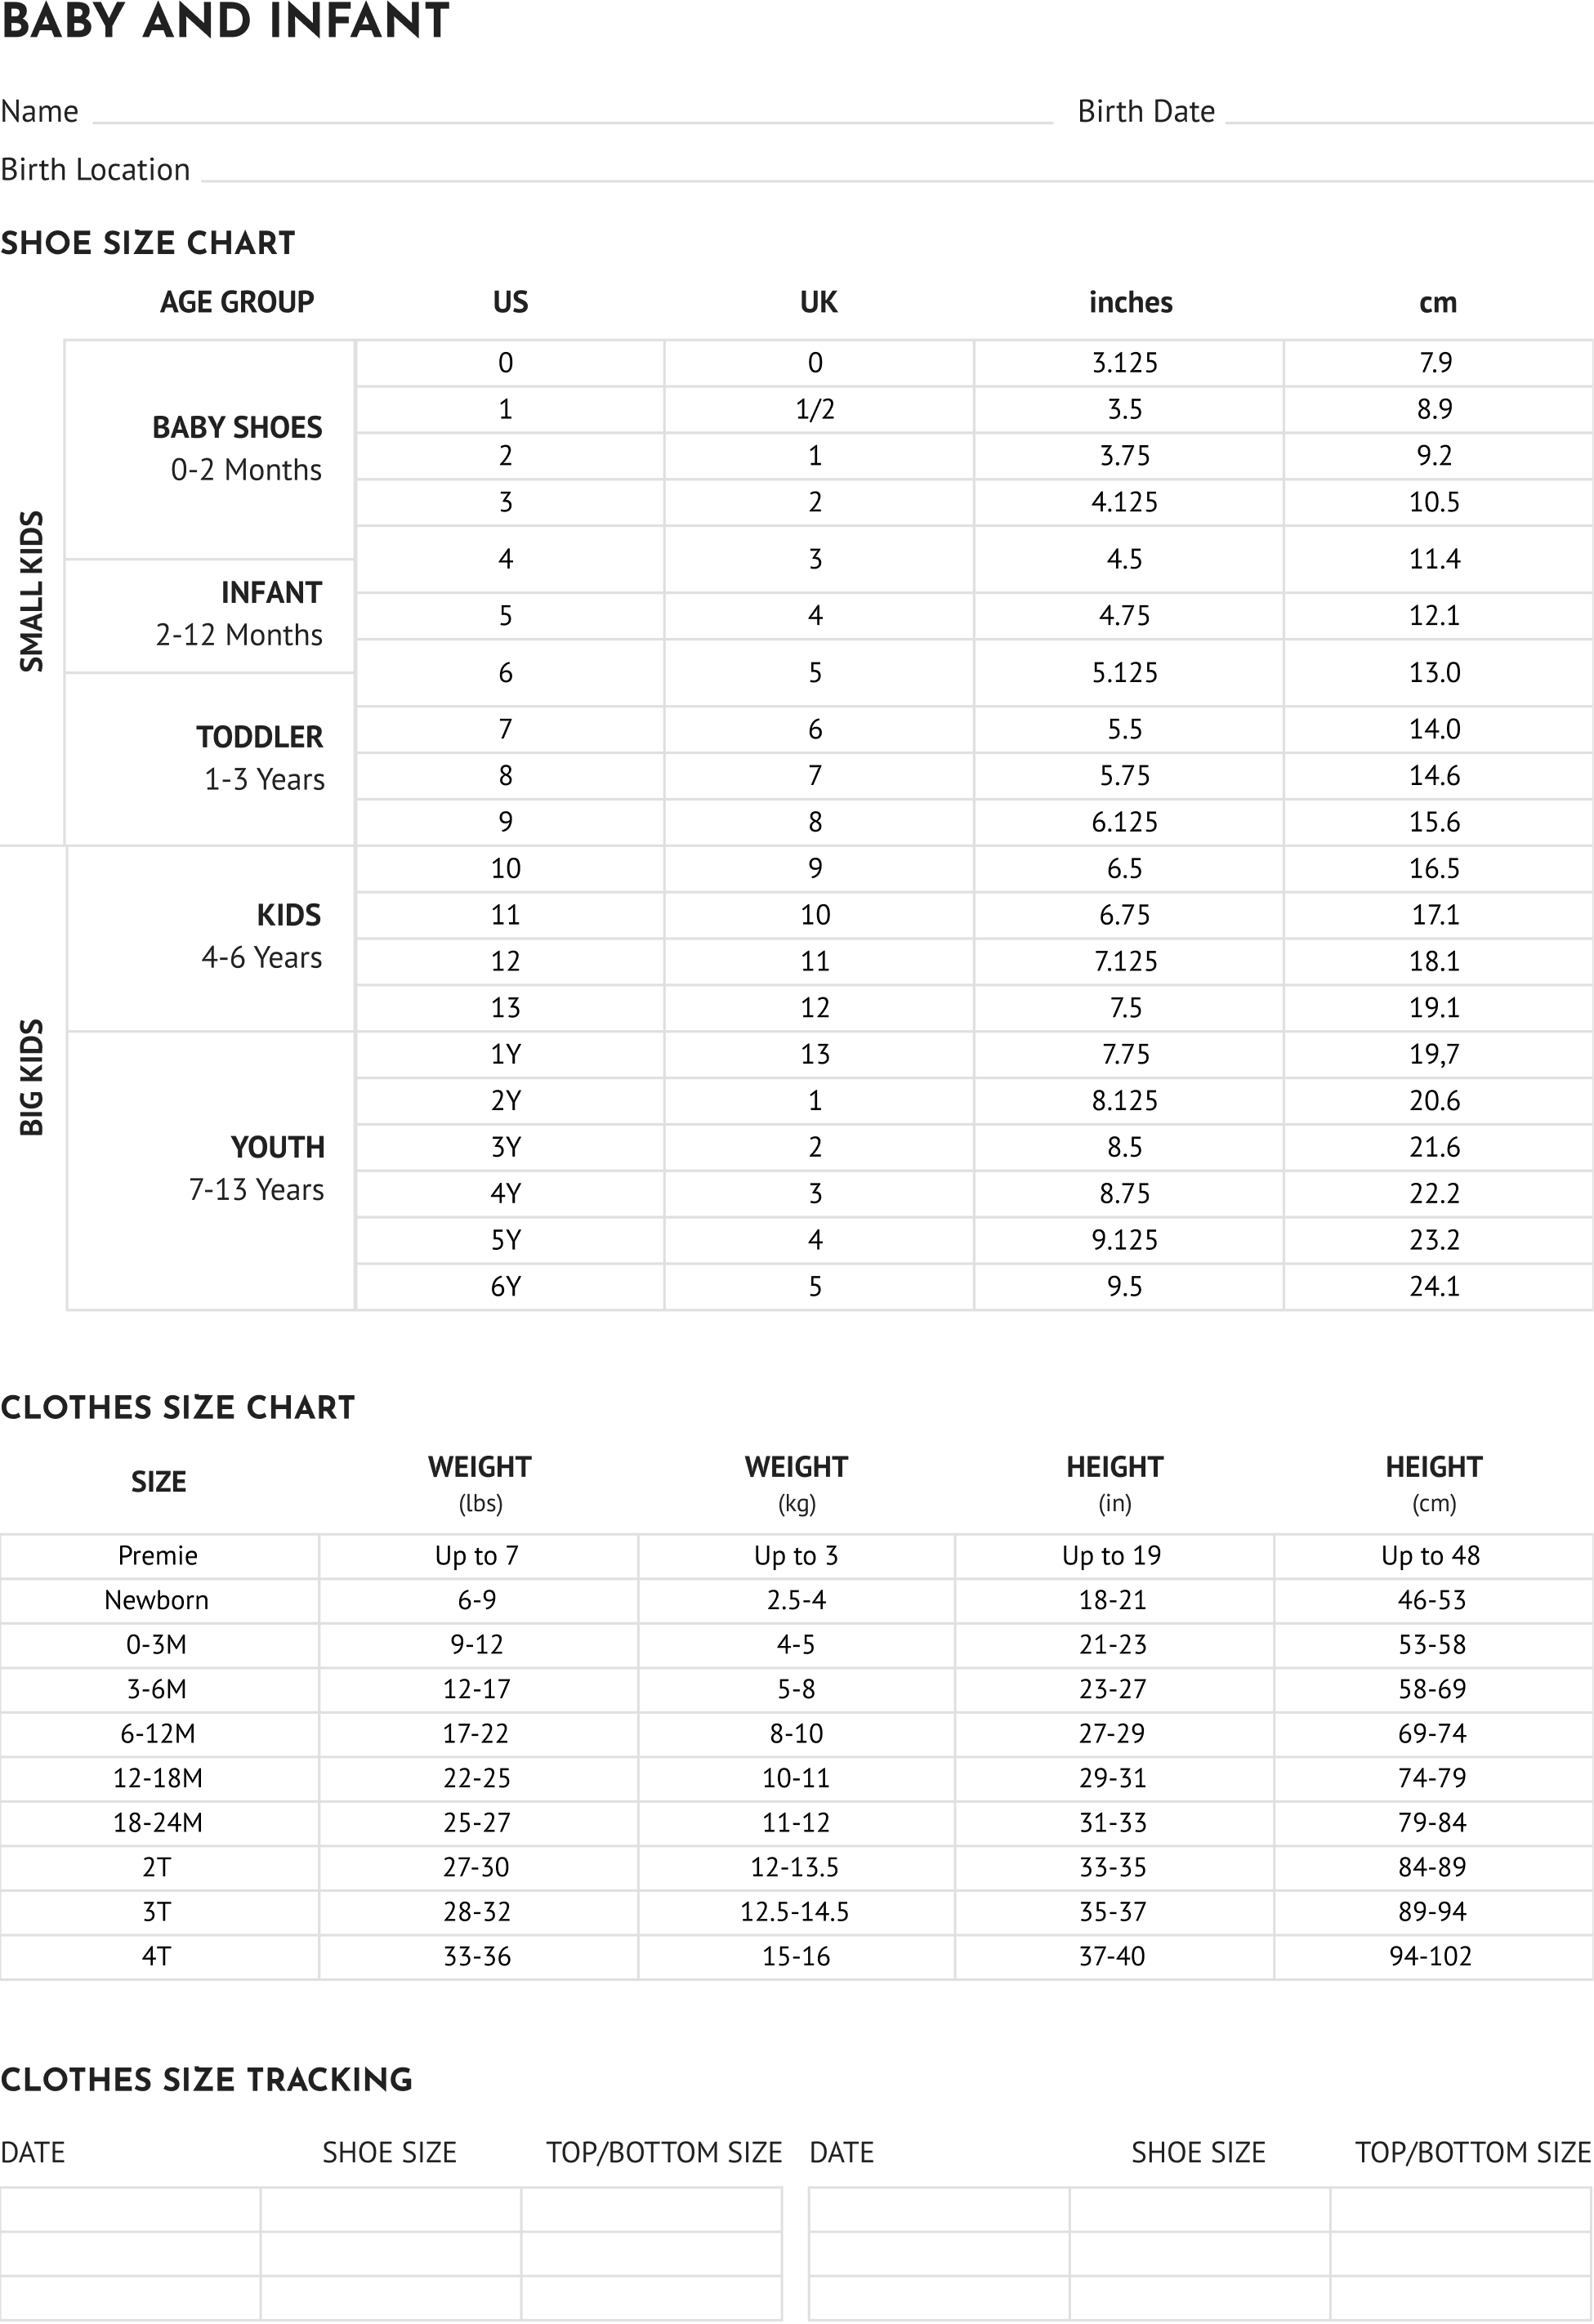 BABY AND INFANT
Name Birth Date
Birth Location
SHOE SIZE CHART
AGE GROUP US UK inches cm
SMALL KIDS
BABY SHOES
0-2 Months
0 0 3.125 7.9
1 1/2 3.5 8.9
2 1 3.75 9.2
3 2 4.125 10.5
4 3 4.5 11.4
INFANT
2-12 Months
5 4 4.75 12.1
6 5 5.125 13.0
TODDLER
1-3 Years
7 6 5.5 14.0
8 7 5.75 14.6
9 8 6.125 15.6
BIG KIDS
KIDS
4-6 Years
10 9 6.5 16.5
11 10 6.75 17.1
12 11 7.125 18.1
13 12 7.5 19.1
YOUTH
7-13 Years
1Y 13 7.75 19,7
2Y 1 8.125 20.6
3Y 2 8.5 21.6
4Y 3 8.75 22.2
5Y 4 9.125 23.2
6Y 5 9.5 24.1
CLOTHES SIZE CHART
SIZE WEIGHT WEIGHT HEIGHT HEIGHT
(lbs) (kg) (in) (cm)
Premie Up to 7 Up to 3 Up to 19 Up to 48
Newborn 6-9 2.5-4 18-21 46-53
0-3M 9-12 4-5 21-23 53-58
3-6M 12-17 5-8 23-27 58-69
6-12M 17-22 8-10 27-29 69-74
12-18M 22-25 10-11 29-31 74-79
18-24M 25-27 11-12 31-33 79-84
2T 27-30 12-13.5 33-35 84-89
3T 28-32 12.5-14.5 35-37 89-94
4T 33-36 15-16 37-40 94-102
CLOTHES SIZE TRACKING
DATE SHOE SIZE TOP/BOTTOM SIZE DATE SHOE SIZE TOP/BOTTOM SIZE